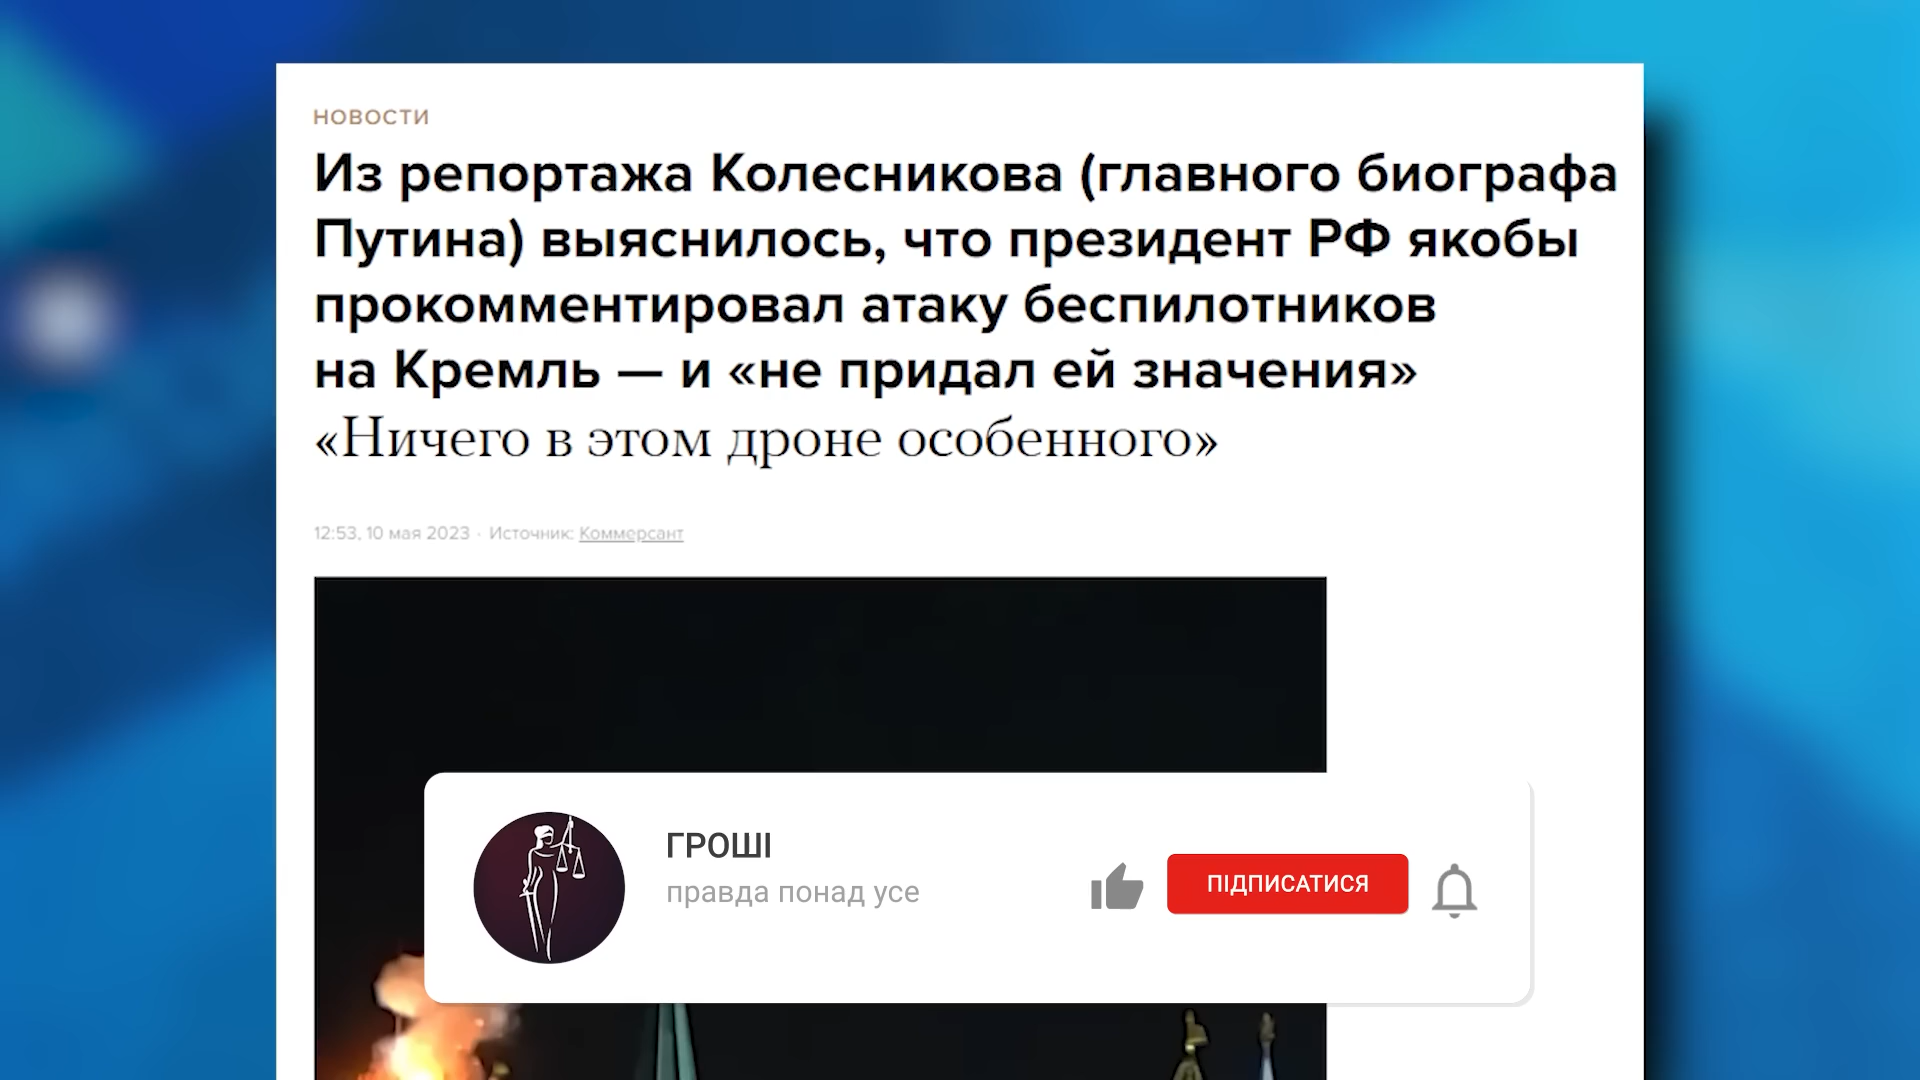 НОВОСТИ
Из репортажа Колесникова (главного биографа
Путина) выяснилось, что президент РФ якобы
прокомментировал атаку беспилотников
на Кремль — и «не придал ей значения»
«Ничего в этом дроне особенного»
12:53, 10 мая 2023 · Источник: Коммерсант
ГРОШІ
правда понад усе
ПІДПИСАТИСЯ